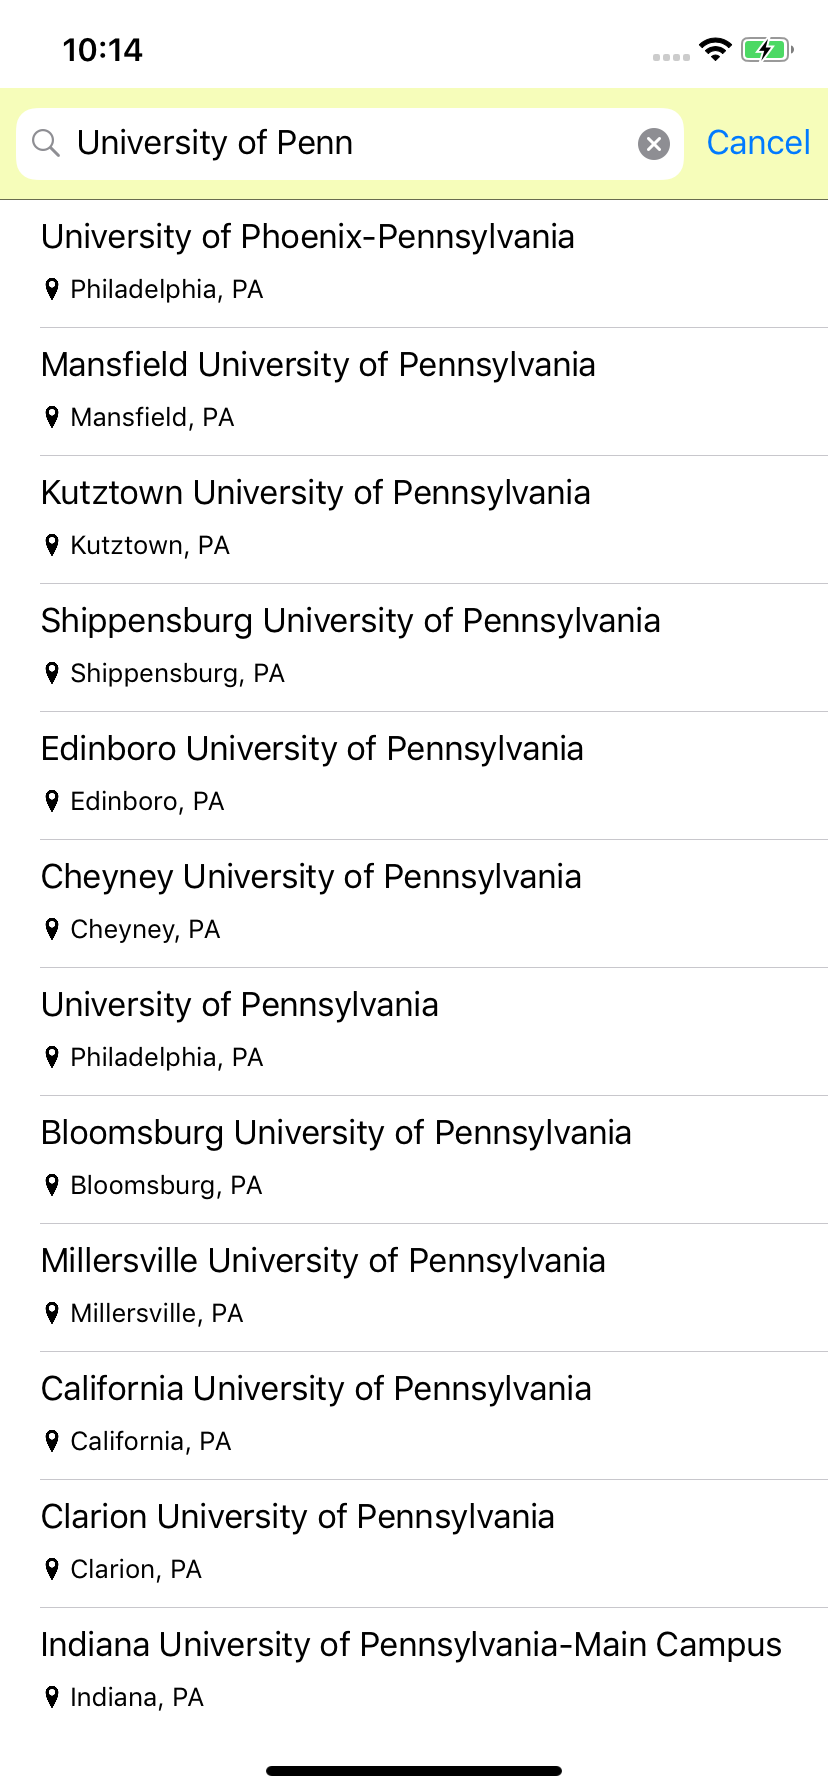 10:14
University of Penn Cancel
University of Phoenix-Pennsylvania
Philadelphia, PA
Mansfield University of Pennsylvania
Mansfield, PA
Kutztown University of Pennsylvania
Kutztown, PA
Shippensburg University of Pennsylvania
Shippensburg, PA
Edinboro University of Pennsylvania
Edinboro, PA
Cheyney University of Pennsylvania
Cheyney, PA
University of Pennsylvania
Philadelphia, PA
Bloomsburg University of Pennsylvania
Bloomsburg, PA
Millersville University of Pennsylvania
Millersville, PA
California University of Pennsylvania
California, PA
Clarion University of Pennsylvania
Clarion, PA
Indiana University of Pennsylvania-Main Campus
Indiana, PA